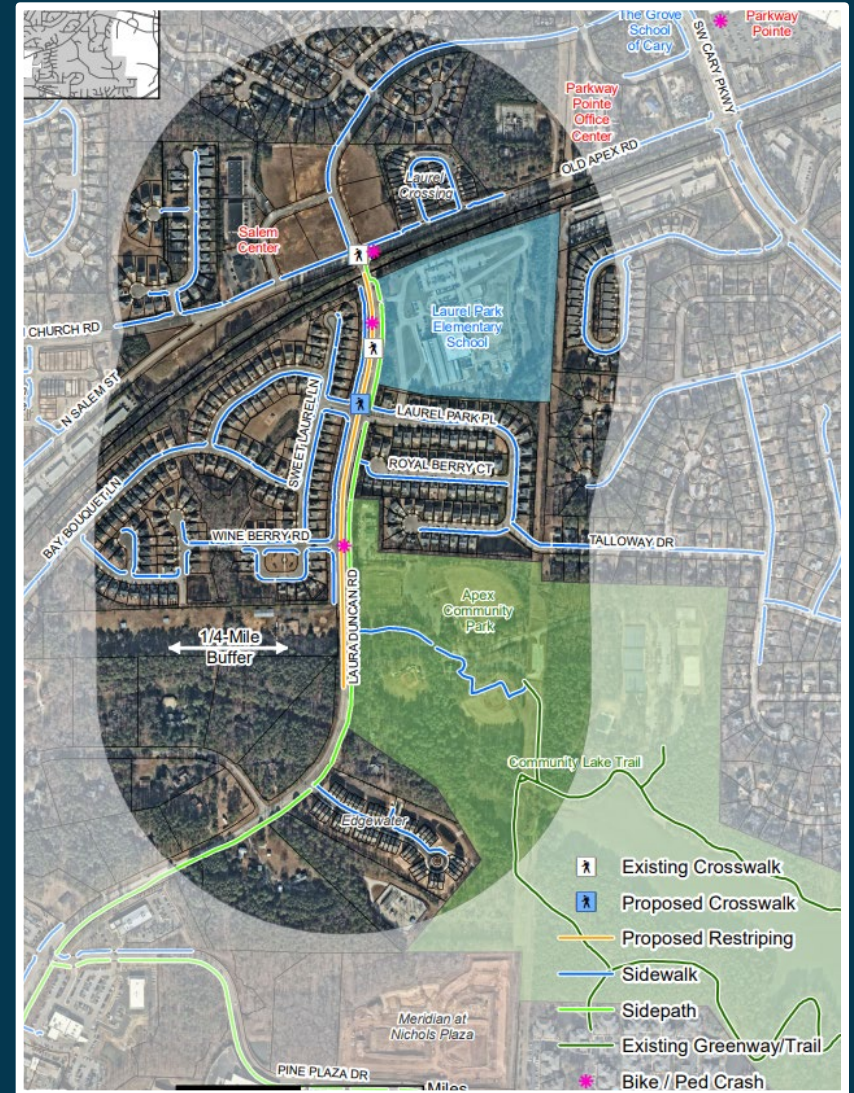 The Grove
School
of Cary
SW CARY PKWY
Parkway
Pointe
Parkway
Pointe
Office
Center
OLD APEX RD
Laurel
Crossing
Salem
Center
Laurel Park
Elementary
School
CHURCH RD
N SALEM ST
SWEET LAUREL LN
LAUREL PARK PL
ROYAL BERRY CT
BAY BOUQUET LN
WINE BERRY RD
TALLOWAY DR
LAURA DUNCAN RD
Apex
Community
Park
1/4-Mile
Buffer
Community Lake Trail
Edgewater
Existing Crosswalk
Proposed Crosswalk
Proposed Restriping
Sidewalk
Sidepath
Existing Greenway/Trail
Bike / Ped Crash
Meridian at
Nichols Plaza
PINE PLAZA DR
Miles